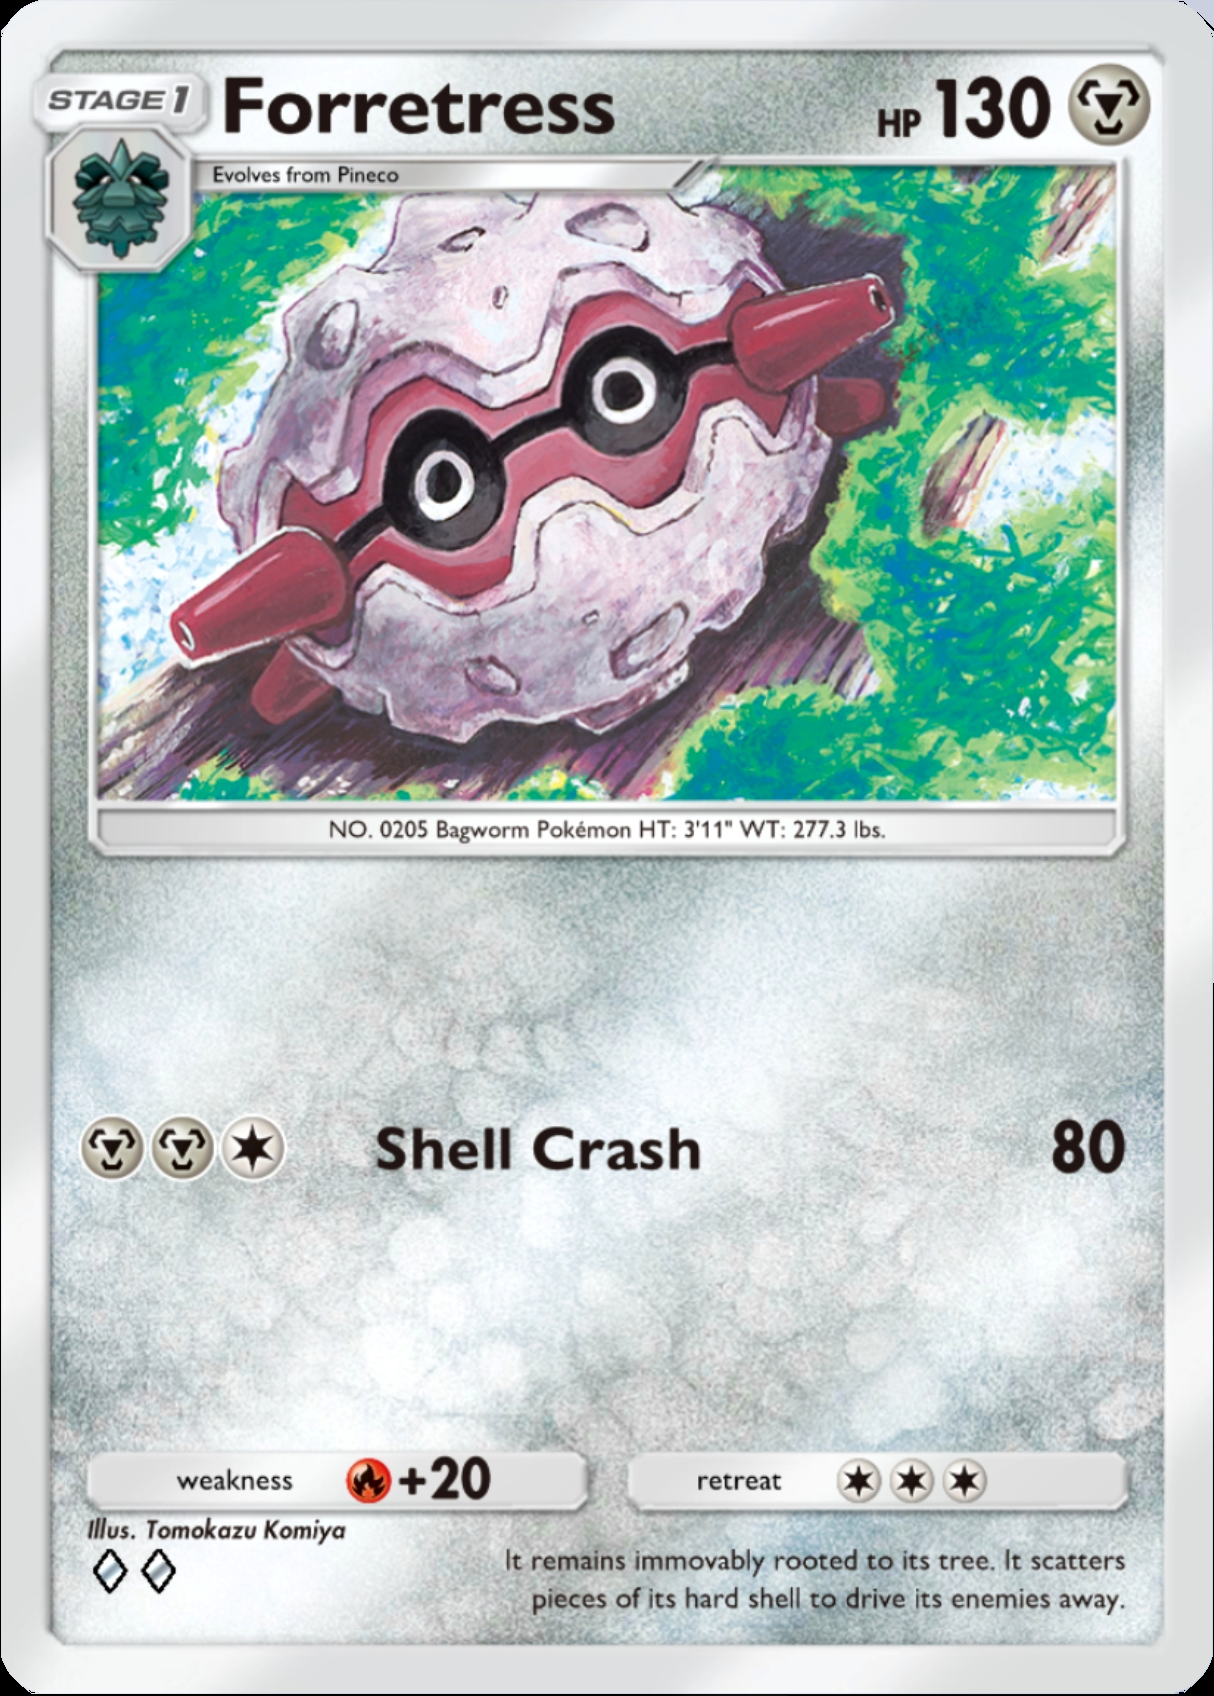 STAGE 1
Forretress
HP 130
Evolves from Pineco
NO. 0205 Bagworm Pokémon HT: 3'11" WT: 277.3 lbs.
Shell Crash 80
weakness +20
retreat
Illus. Tomokazu Komiya
It remains immovably rooted to its tree. It scatters
pieces of its hard shell to drive its enemies away.